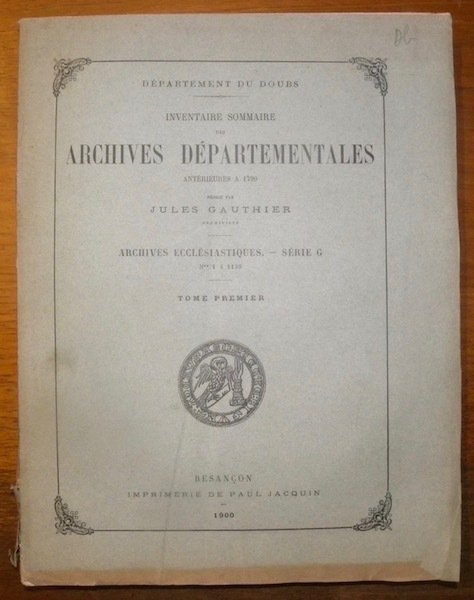 Db
DÉPARTEMENT DU DOUBS
INVENTAIRE SOMMAIRE
DES
ARCHIVES DÉPARTEMENTALES
ANTÉRIEURES A 1790
RÉDIGÉ PAR
JULES GAUTHIER
ARCHIVISTE
ARCHIVES ECCLÉSIASTIQUES. — SÉRIE G
TOME PREMIER
BESANÇON
IMPRIMERIE DE PAUL JACQUIN
1900